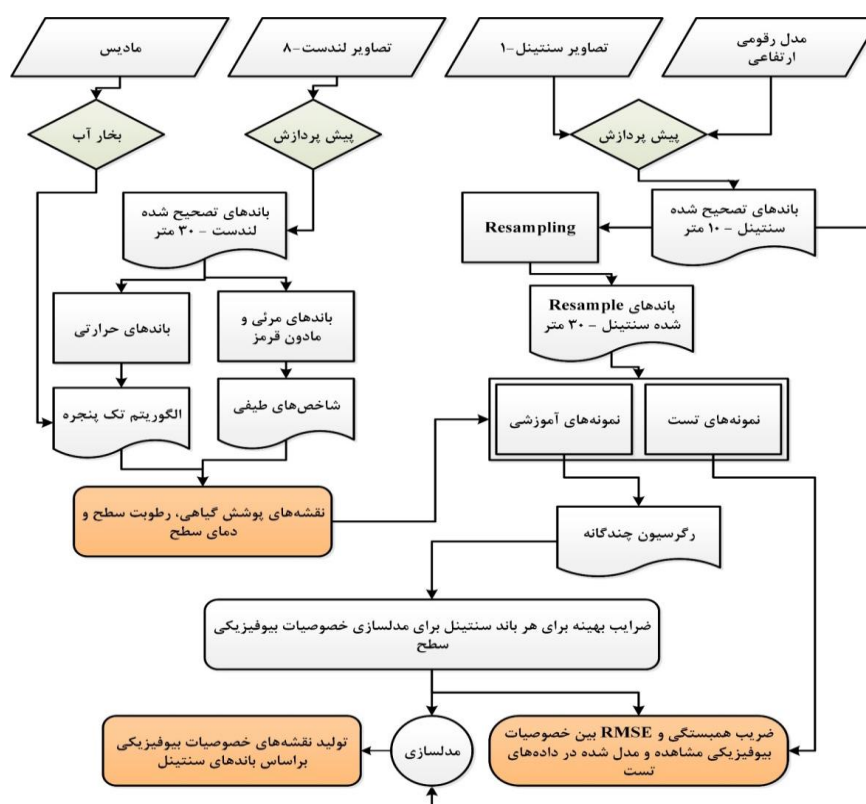 مادیس
تصاویر لندست-۸
تصاویر سنتینل-۱
مدل رقومی
ارتفاعی
بخار آب
پیش پردازش
پیش پردازش
باندهای تصحیح شده
لندست – ۳۰ متر
Resampling
باندهای تصحیح شده
سنتینل – ۱۰ متر
باندهای حرارتی
باندهای مرئی و
مادون قرمز
باندهای Resample
شده سنتینل – ۳۰ متر
الگوریتم تک پنجره
شاخص‌های طیفی
نمونه‌های آموزشی
نمونه‌های تست
نقشه‌های پوشش گیاهی، رطوبت سطح و
دمای سطح
رگرسیون چندگانه
ضرایب بهینه برای هر باند سنتینل برای مدلسازی خصوصیات بیوفیزیکی
سطح
تولید نقشه‌های خصوصیات بیوفیزیکی
براساس باندهای سنتینل
مدلسازی
ضریب همبستگی و RMSE بین خصوصیات
بیوفیزیکی مشاهده و مدل شده در داده‌های
تست